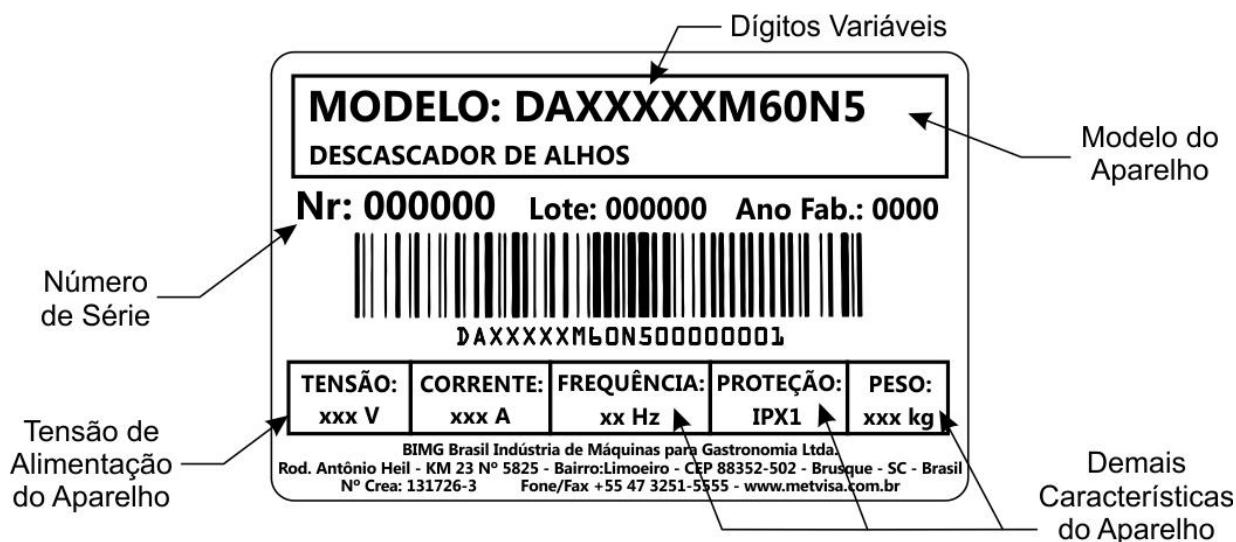 Dígitos Variáveis
MODELO: DAXXXXXM60N5
DESCASCADOR DE ALHOS
Modelo do
Aparelho
Nr: 000000 Lote: 000000 Ano Fab.: 0000
Número
de Série
DAXXXXXM60N500000001
TENSÃO: CORRENTE: FREQUÊNCIA: PROTEÇÃO: PESO:
xxx V xxx A xx Hz IPX1 xxx kg
Tensão de
Alimentação
do Aparelho
BIMG Brasil Indústria de Máquinas para Gastronomia Ltda.
Rod. Antônio Heil - KM 23 Nº 5825 - Bairro:Limoeiro - CEP 88352-502 - Brusque - SC - Brasil
Nº Crea: 131726-3 Fone/Fax +55 47 3251-5555 - www.metvisa.com.br
Demais
Características
do Aparelho